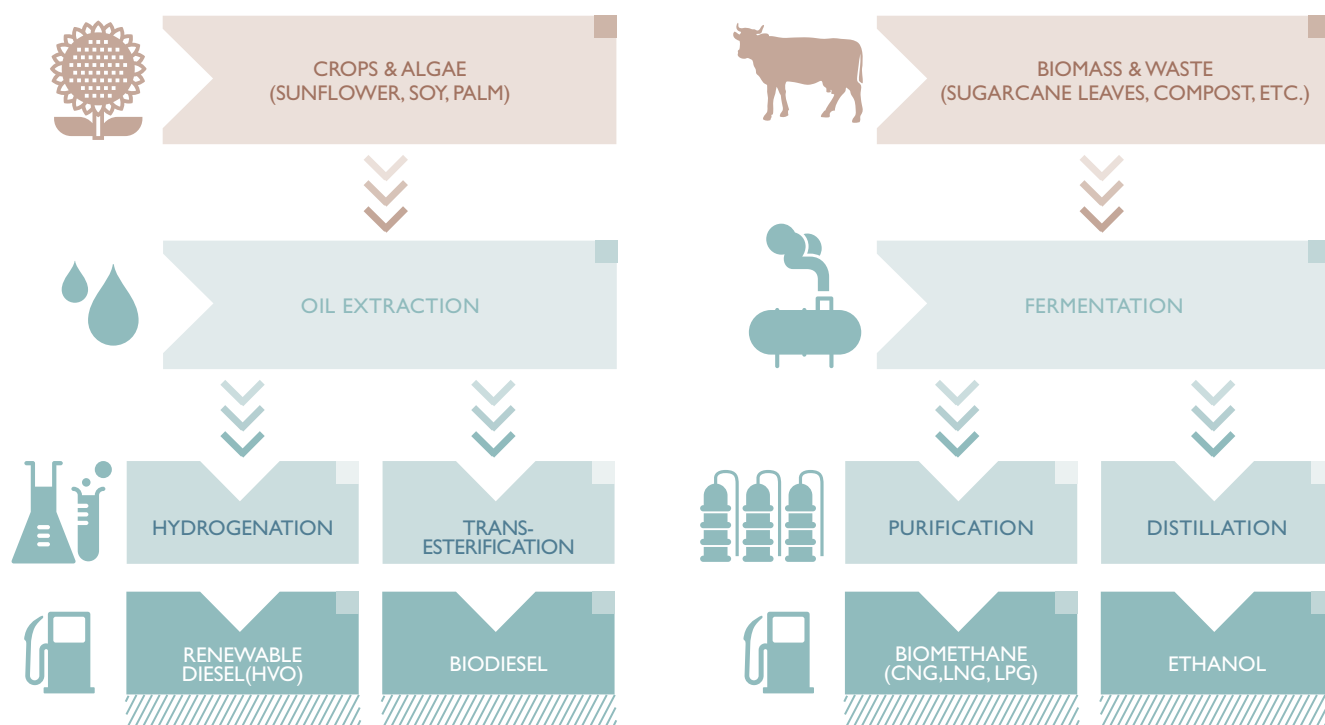 CROPS & ALGAE
(SUNFLOWER, SOY, PALM)
BIOMASS & WASTE
(SUGARCANE LEAVES, COMPOST, ETC.)
OIL EXTRACTION
FERMENTATION
HYDROGENATION
TRANS-
ESTERIFICATION
PURIFICATION
DISTILLATION
RENEWABLE
DIESEL(HVO)
BIODIESEL
BIOMETHANE
(CNG,LNG, LPG)
ETHANOL